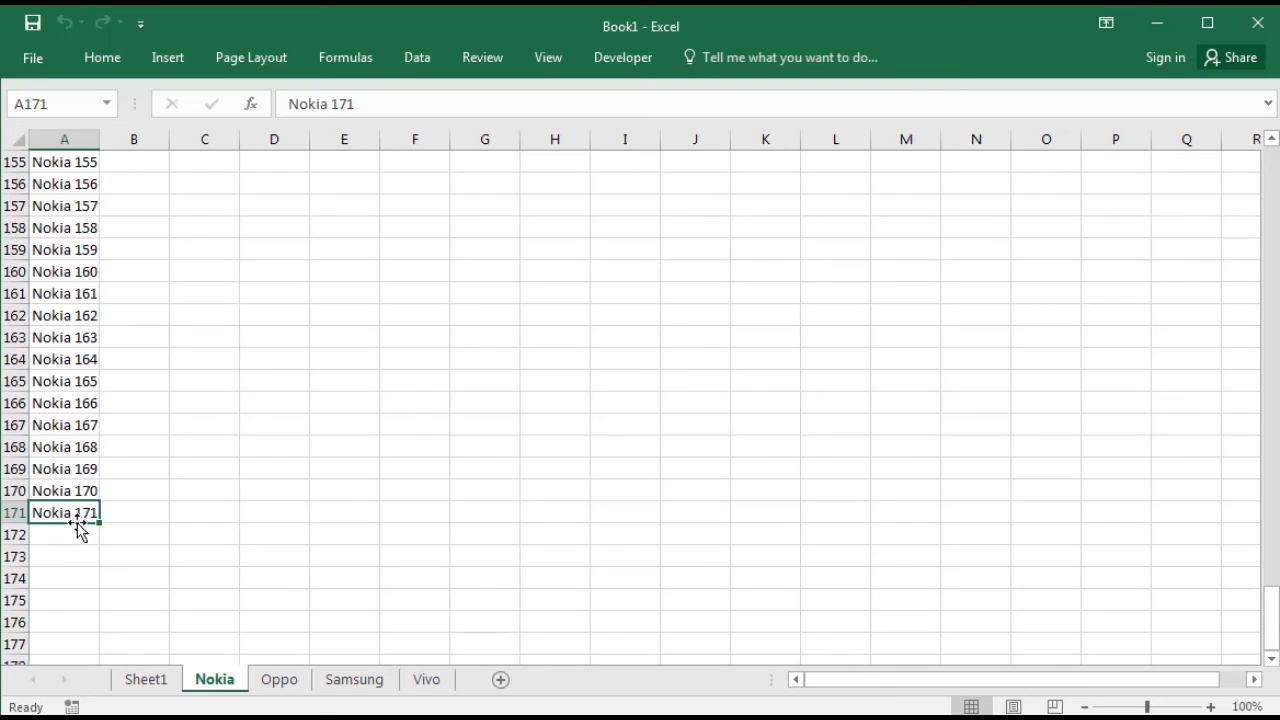 Book1 - Excel
File Home Insert Page Layout Formulas Data Review View Developer Tell me what you want to do... Sign in Share
A171 fx Nokia 171
A B C D E F G H I J K L M N O P Q R
155 Nokia 155
156 Nokia 156
157 Nokia 157
158 Nokia 158
159 Nokia 159
160 Nokia 160
161 Nokia 161
162 Nokia 162
163 Nokia 163
164 Nokia 164
165 Nokia 165
166 Nokia 166
167 Nokia 167
168 Nokia 168
169 Nokia 169
170 Nokia 170
171 Nokia 171
172
173
174
175
176
177
Sheet1 Nokia Oppo Samsung Vivo
Ready 100%